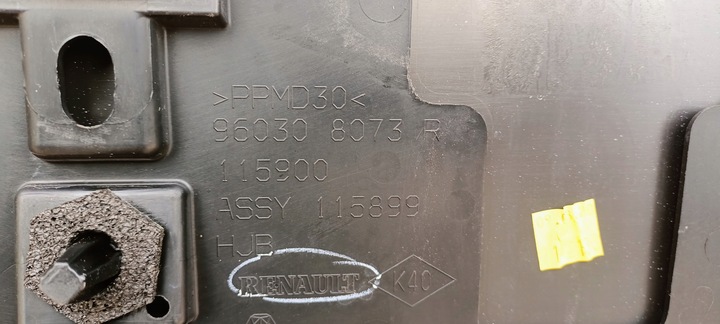 >PPMD30<
96030 8073 R
115900
ASSY 115899
HJB
RENAULT K40